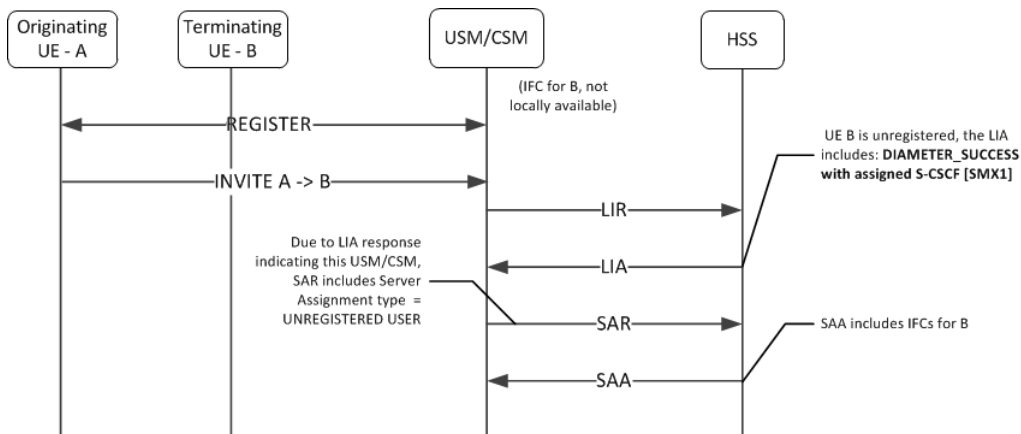 Originating
UE - A
Terminating
UE - B
USM/CSM
HSS
(IFC for B, not
locally available)
REGISTER
UE B is unregistered, the LIA
includes: DIAMETER_SUCCESS
with assigned S-CSCF [SMX1]
INVITE A -> B
LIR
Due to LIA response
indicating this USM/CSM,
SAR includes Server
Assignment type =
UNREGISTERED USER
LIA
SAR
SAA includes IFCs for B
SAA